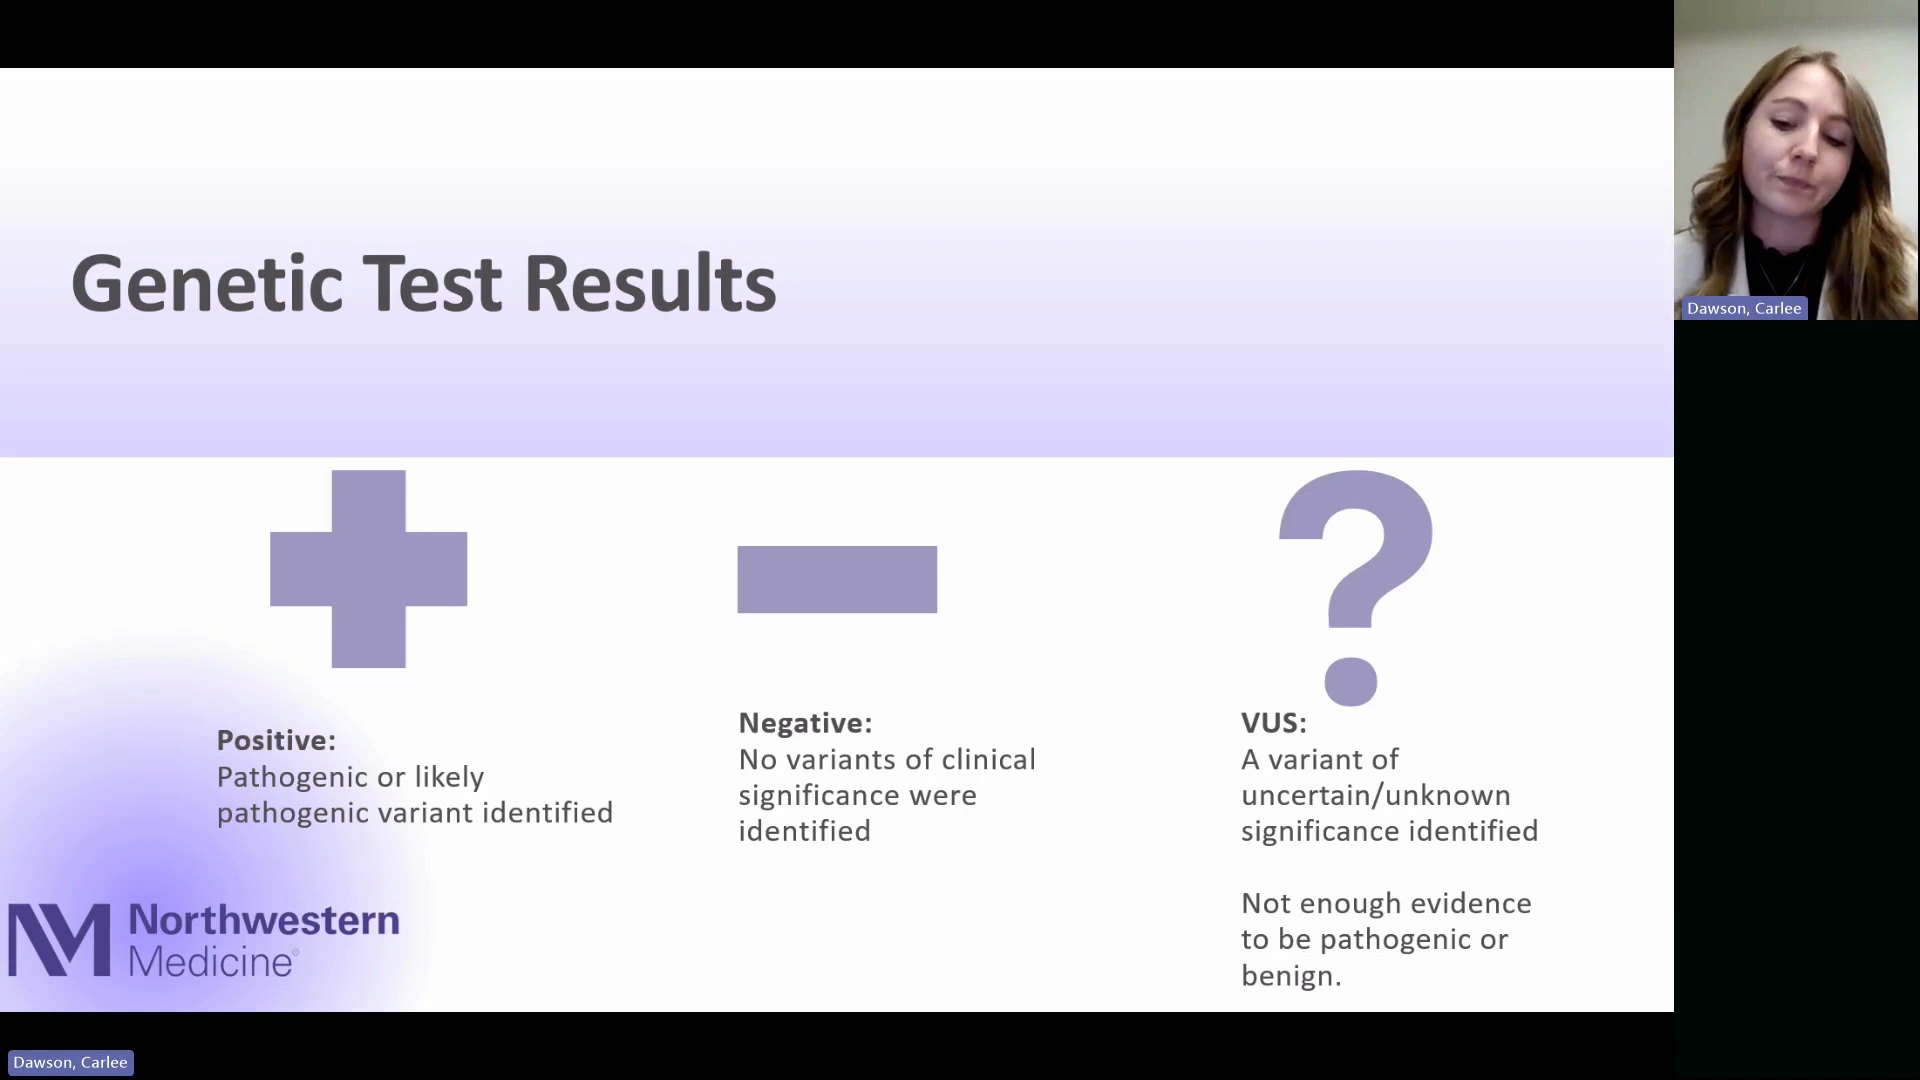 Genetic Test Results
Positive:
Pathogenic or likely
pathogenic variant identified
Negative:
No variants of clinical
significance were
identified
VUS:
A variant of
uncertain/unknown
significance identified
Not enough evidence
to be pathogenic or
benign.
NM Northwestern
Medicine®
Dawson, Carlee
Dawson, Carlee